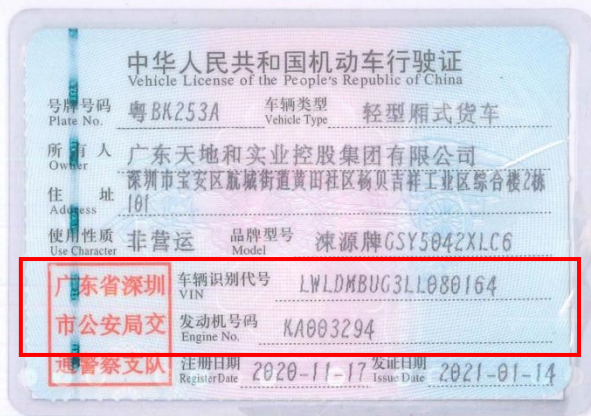 中华人民共和国机动车行驶证
Vehicle License of the People's Republic of China
号牌号码 粤BK253A 车辆类型 轻型厢式货车
Plate No. Vehicle Type
所有人 广东天地和实业控股集团有限公司
Owner
住址 深圳市宝安区航城街道黄田社区杨贝吉祥工业区综合楼2栋
Address 101
使用性质 非营运 品牌型号 涞源牌GSY5042XLC6
Use Character Model
广东省深圳 车辆识别代号 LWLDMBUG3LL080164
VIN
市公安局交 发动机号码 KA003294
Engine No.
通警察支队 注册日期 2020-11-17 发证日期 2021-01-14
Register Date Issue Date